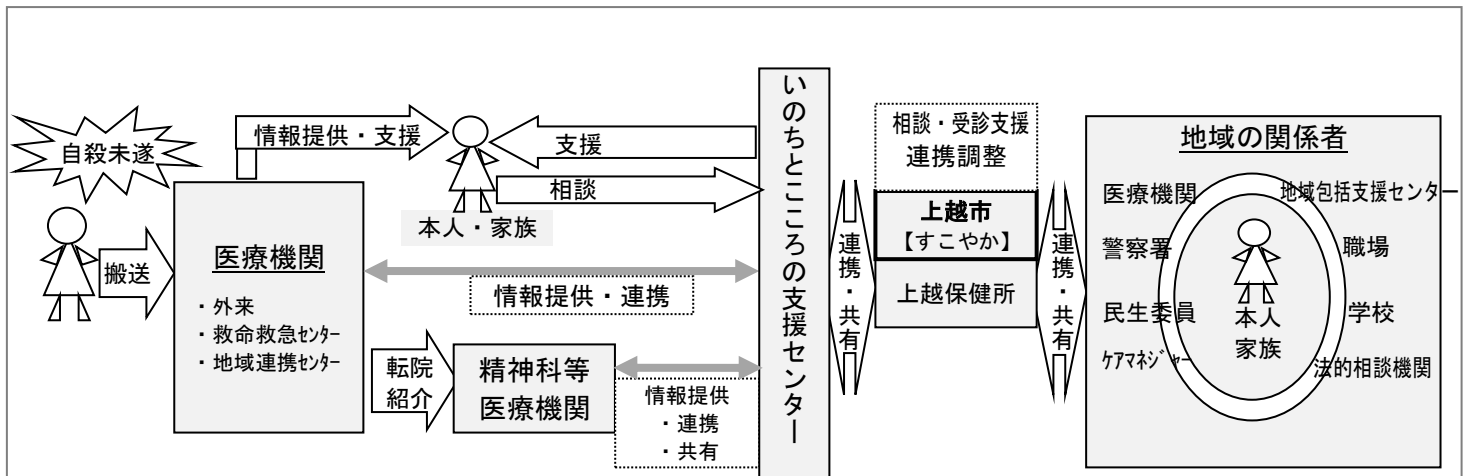 自殺未遂
搬送
医療機関
・外来
・救命救急ｾﾝﾀｰ
・地域連携ｾﾝﾀｰ
情報提供・支援
本人・家族
支援
相談
情報提供・連携
転院
紹介
精神科等
医療機関
情報提供
・連携
・共有
いのちとこころの支援センター
連携・共有
相談・受診支援
連携調整
上越市
【すこやか】
上越保健所
連携・共有
地域の関係者
医療機関
地域包括支援センター
警察署
職場
民生委員
学校
ｹｱﾏﾈｼﾞｬｰ
法的相談機関
本人
家族